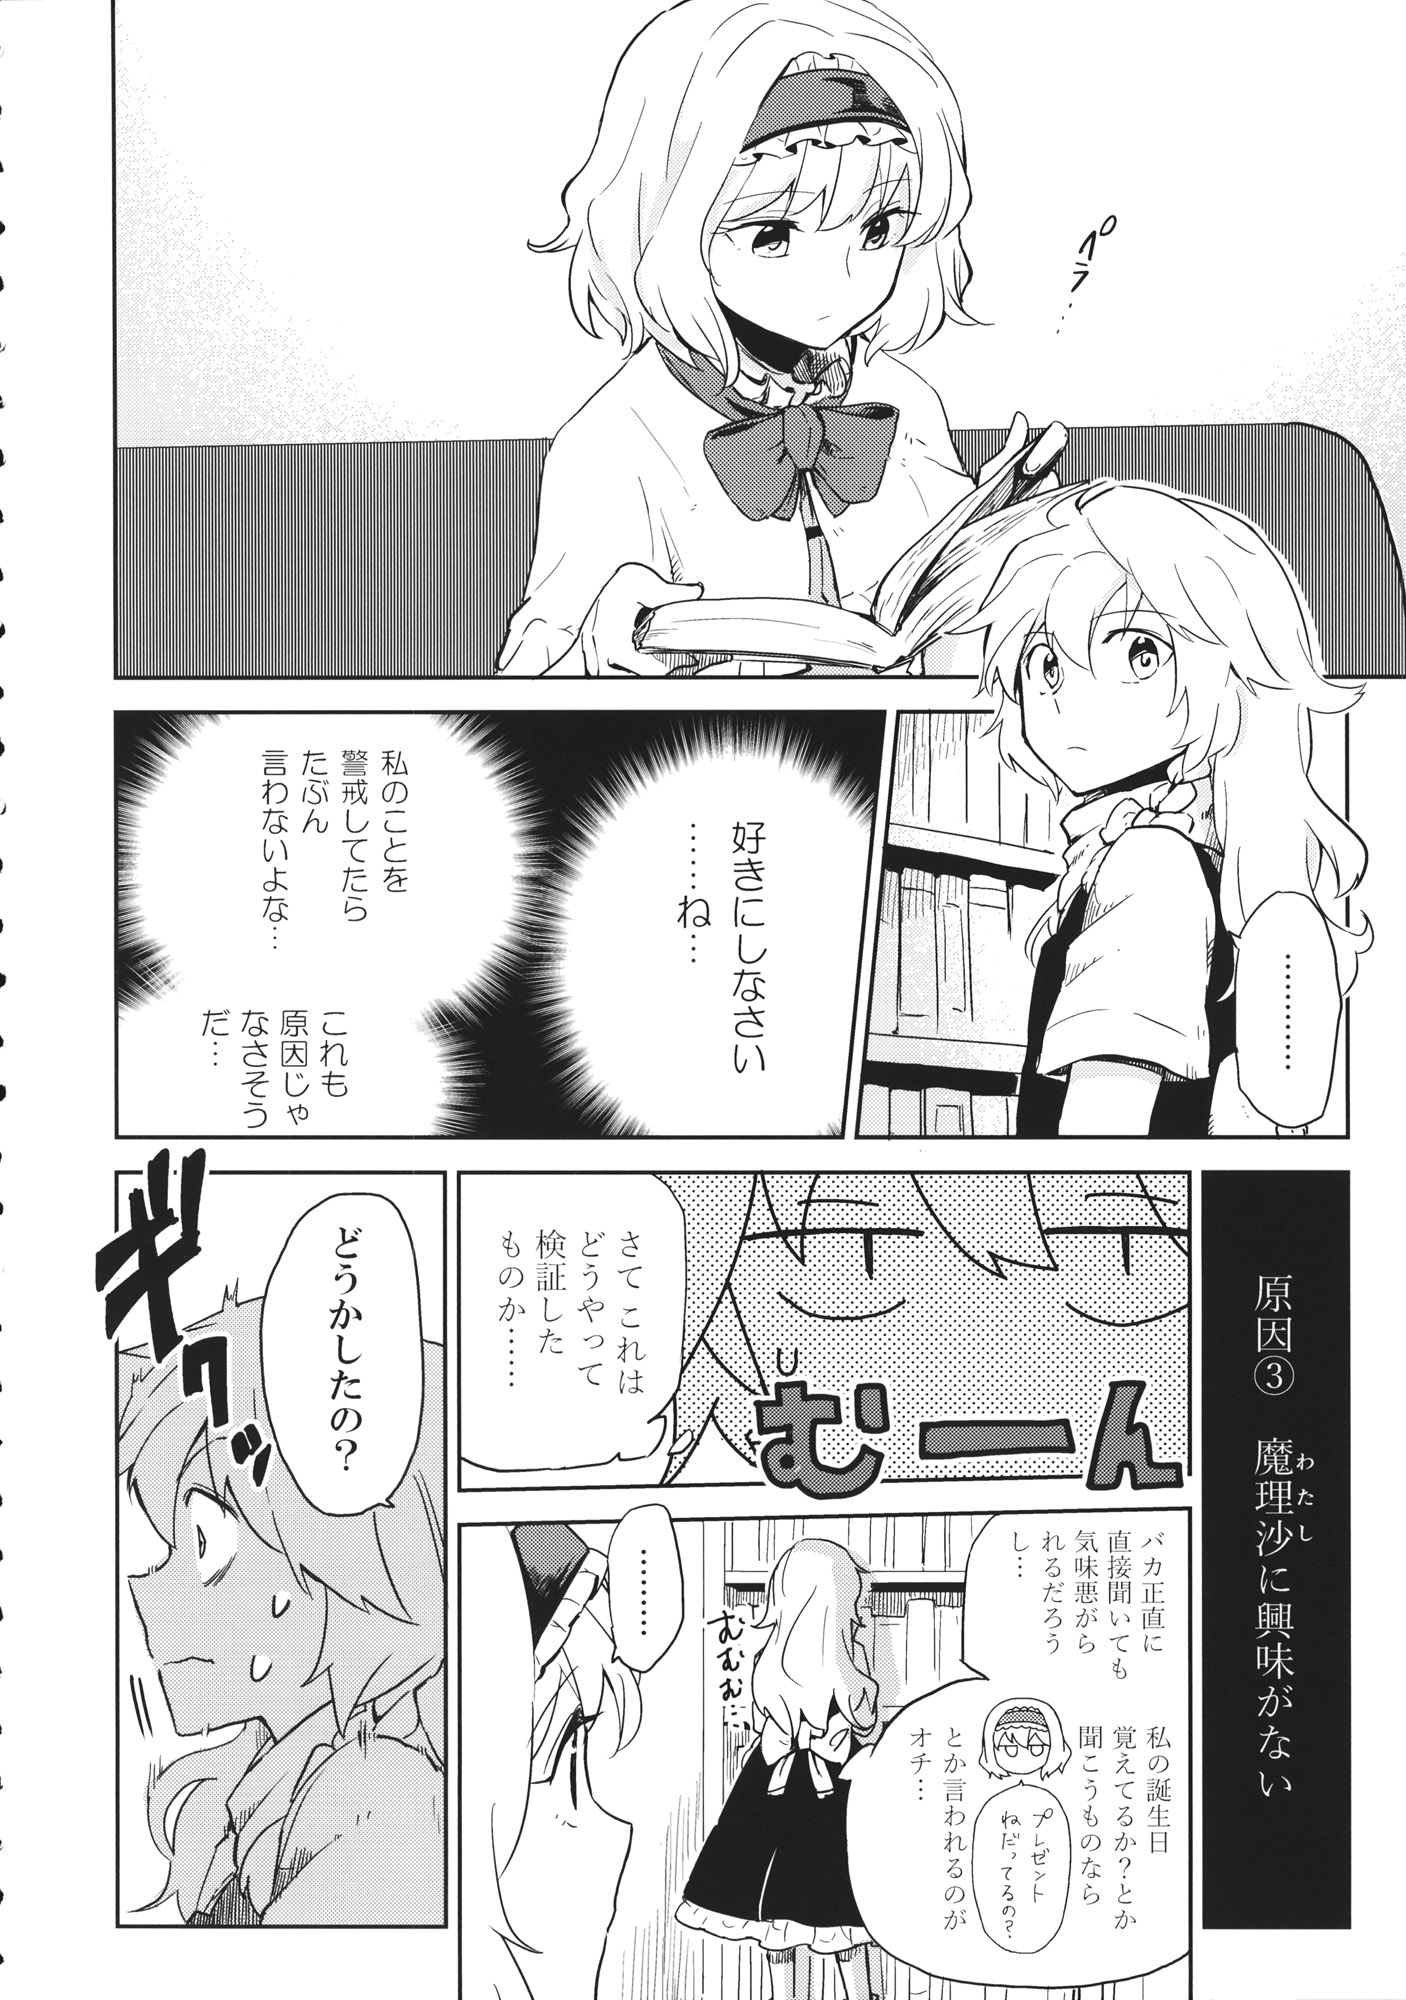 ペラ…
………
好きにしなさい
……ね…
私のことを
警戒してたら
たぶん
言わないよな…
これも
原因じゃ
なさそう
だ…
原因③　魔理沙に興味がない
わたし
むーん
さて これは
どうやって
検証した
ものか……
バカ正直に
直接聞いても
気味悪がら
れるだろう
し…
私の誕生日
覚えてるか？とか
聞こうものなら
プレゼント
ねだってるの？
とか言われるのが
オチ…
むむむ…
………
どうかしたの？
ギクッ!!